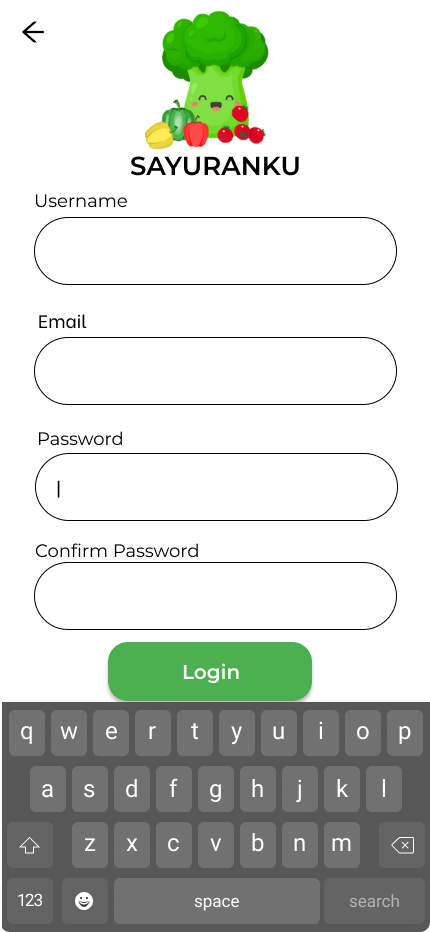 SAYURANKU
Username
Email
Password
Confirm Password
Login
q w e r t y u i o p
a s d f g h j k l
z x c v b n m
123 space search